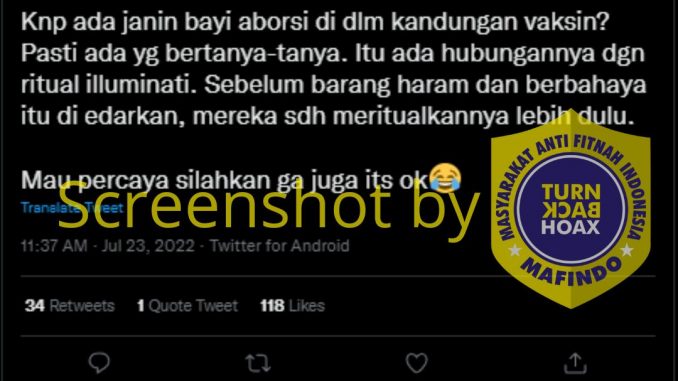 Knp ada janin bayi aborsi di dlm kandungan vaksin?
Pasti ada yg bertanya-tanya. Itu ada hubungannya dgn
ritual illuminati. Sebelum barang haram dan berbahaya
itu di edarkan, mereka sdh meritualkannya lebih dulu.
Mau percaya silahkan ga juga its ok😂
Screenshot by
MASYARAKAT ANTI FITNAH INDONESIA
TURN
BACK
HOAX
MAFINDO
Translate Tweet
11:37 AM · Jul 23, 2022 · Twitter for Android
34 Retweets 1 Quote Tweet 118 Likes